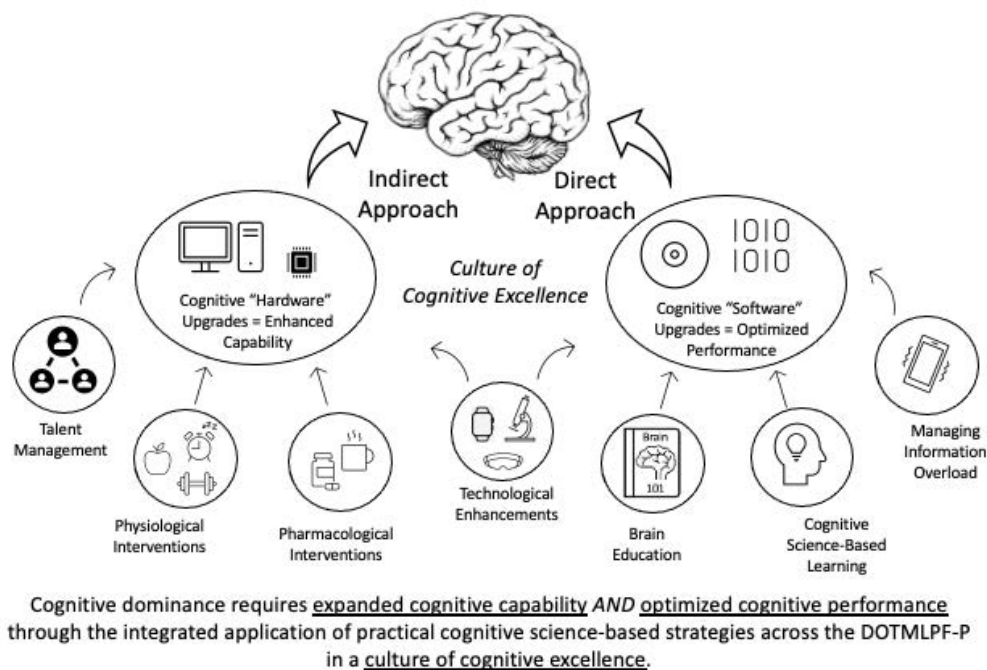 Indirect
Approach
Direct
Approach
Culture of
Cognitive Excellence
Cognitive "Hardware"
Upgrades = Enhanced
Capability
1010
1010
Cognitive "Software"
Upgrades = Optimized
Performance
Talent
Management
zzz
Physiological
Interventions
Pharmacological
Interventions
Technological
Enhancements
Brain
101
Brain
Education
Cognitive
Science-Based
Learning
Managing
Information
Overload
Cognitive dominance requires expanded cognitive capability AND optimized cognitive performance
through the integrated application of practical cognitive science-based strategies across the DOTMLPF-P
in a culture of cognitive excellence.